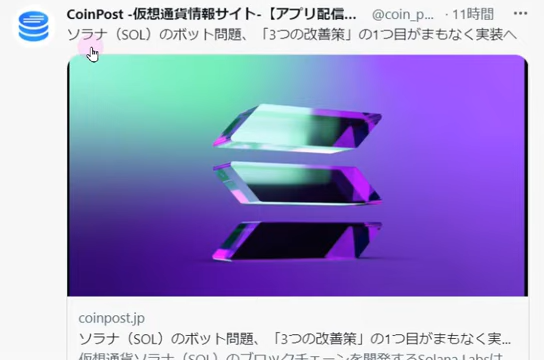 CoinPost -仮想通貨情報サイト-【アプリ配信... @coin_p... · 11時間
ソラナ（SOL）のボット問題、「3つの改善策」の1つ目がまもなく実装へ
coinpost.jp
ソラナ（SOL）のボット問題、「3つの改善策」の1つ目がまもなく実...
仮想通貨ソラナ（SOL）のブロックチェーンを開発するSolana Labsは